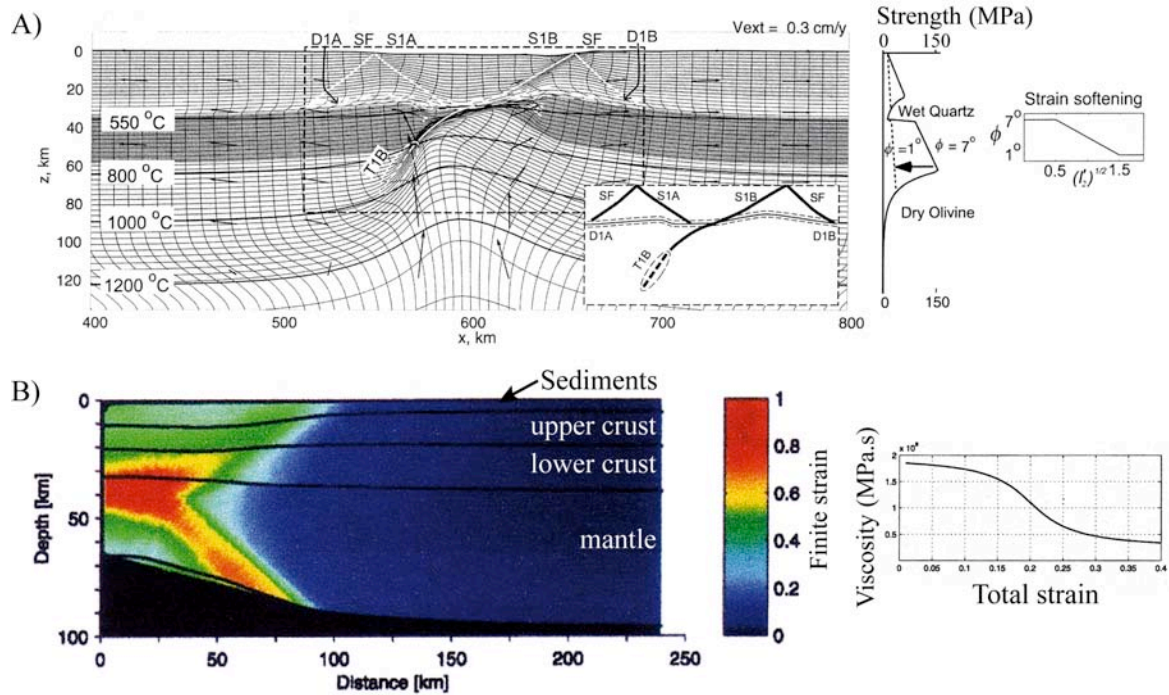 A)
D1A SF S1A S1B SF D1B
Vext = 0.3 cm/y
0
20
40
60
80
100
120
z, km
550 °C
800 °C
1000 °C
1200 °C
T1B
SF S1A S1B SF
D1A D1B
T1B
400 500 600 700 800
x, km
Strength (MPa)
0 150
Wet Quartz
ϕ =1° ϕ = 7°
Dry Olivine
0 150
Strain softening
ϕ 7°
1°
0.5 (I'₂)^1/2 1.5
B)
Sediments
upper crust
lower crust
mantle
0
50
100
Depth [km]
0 50 100 150 200 250
Distance [km]
1
0.8
0.6
0.4
0.2
0
Finite strain
2
1.5
1
0.5
Viscosity (MPa.s)
0 0.05 0.1 0.15 0.2 0.25 0.3 0.35 0.4
Total strain